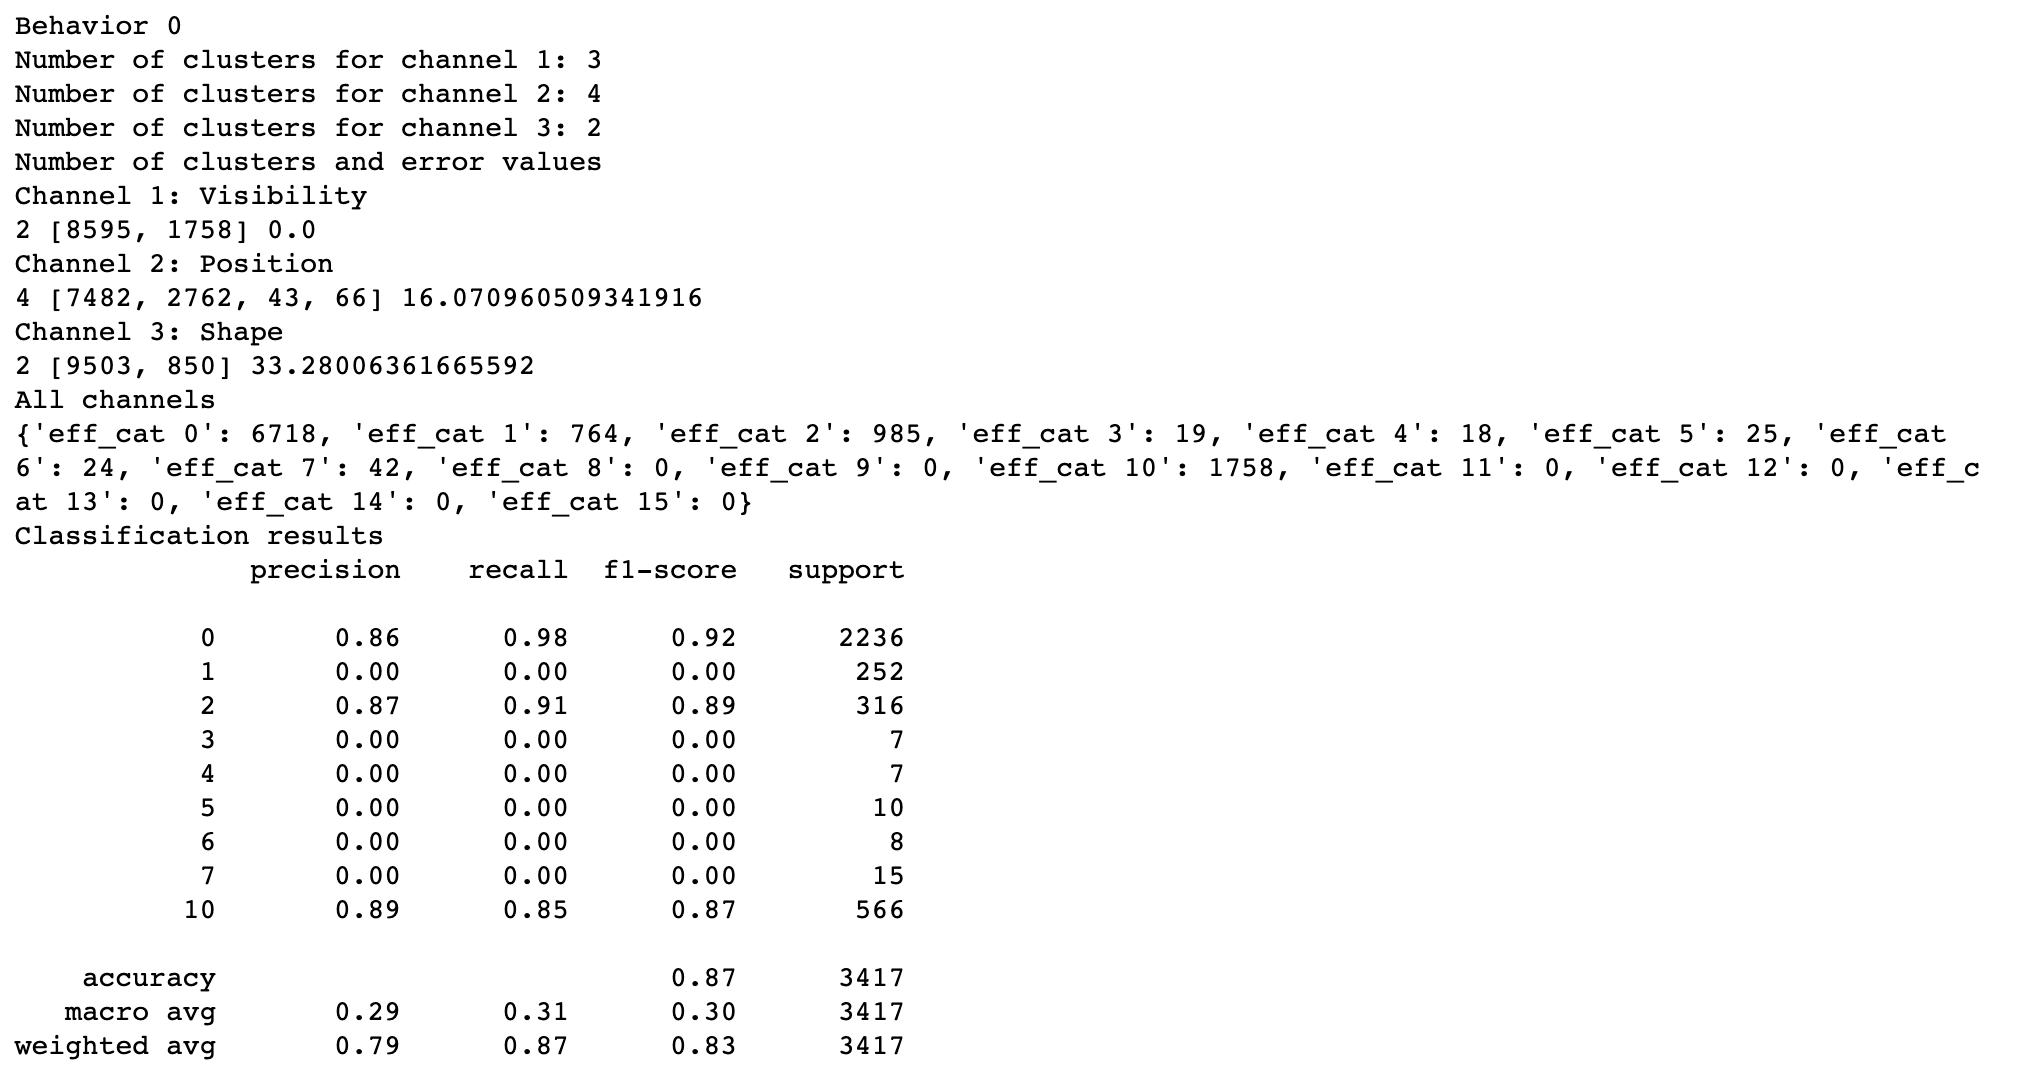 Behavior 0
Number of clusters for channel 1: 3
Number of clusters for channel 2: 4
Number of clusters for channel 3: 2
Number of clusters and error values
Channel 1: Visibility
2 [8595, 1758] 0.0
Channel 2: Position
4 [7482, 2762, 43, 66] 16.070960509341916
Channel 3: Shape
2 [9503, 850] 33.28006361665592
All channels
{'eff_cat 0': 6718, 'eff_cat 1': 764, 'eff_cat 2': 985, 'eff_cat 3': 19, 'eff_cat 4': 18, 'eff_cat 5': 25, 'eff_cat
6': 24, 'eff_cat 7': 42, 'eff_cat 8': 0, 'eff_cat 9': 0, 'eff_cat 10': 1758, 'eff_cat 11': 0, 'eff_cat 12': 0, 'eff_c
at 13': 0, 'eff_cat 14': 0, 'eff_cat 15': 0}
Classification results
              precision    recall  f1-score   support

           0       0.86      0.98      0.92      2236
           1       0.00      0.00      0.00       252
           2       0.87      0.91      0.89       316
           3       0.00      0.00      0.00         7
           4       0.00      0.00      0.00         7
           5       0.00      0.00      0.00        10
           6       0.00      0.00      0.00         8
           7       0.00      0.00      0.00        15
          10       0.89      0.85      0.87       566

    accuracy                           0.87      3417
   macro avg       0.29      0.31      0.30      3417
weighted avg       0.79      0.87      0.83      3417